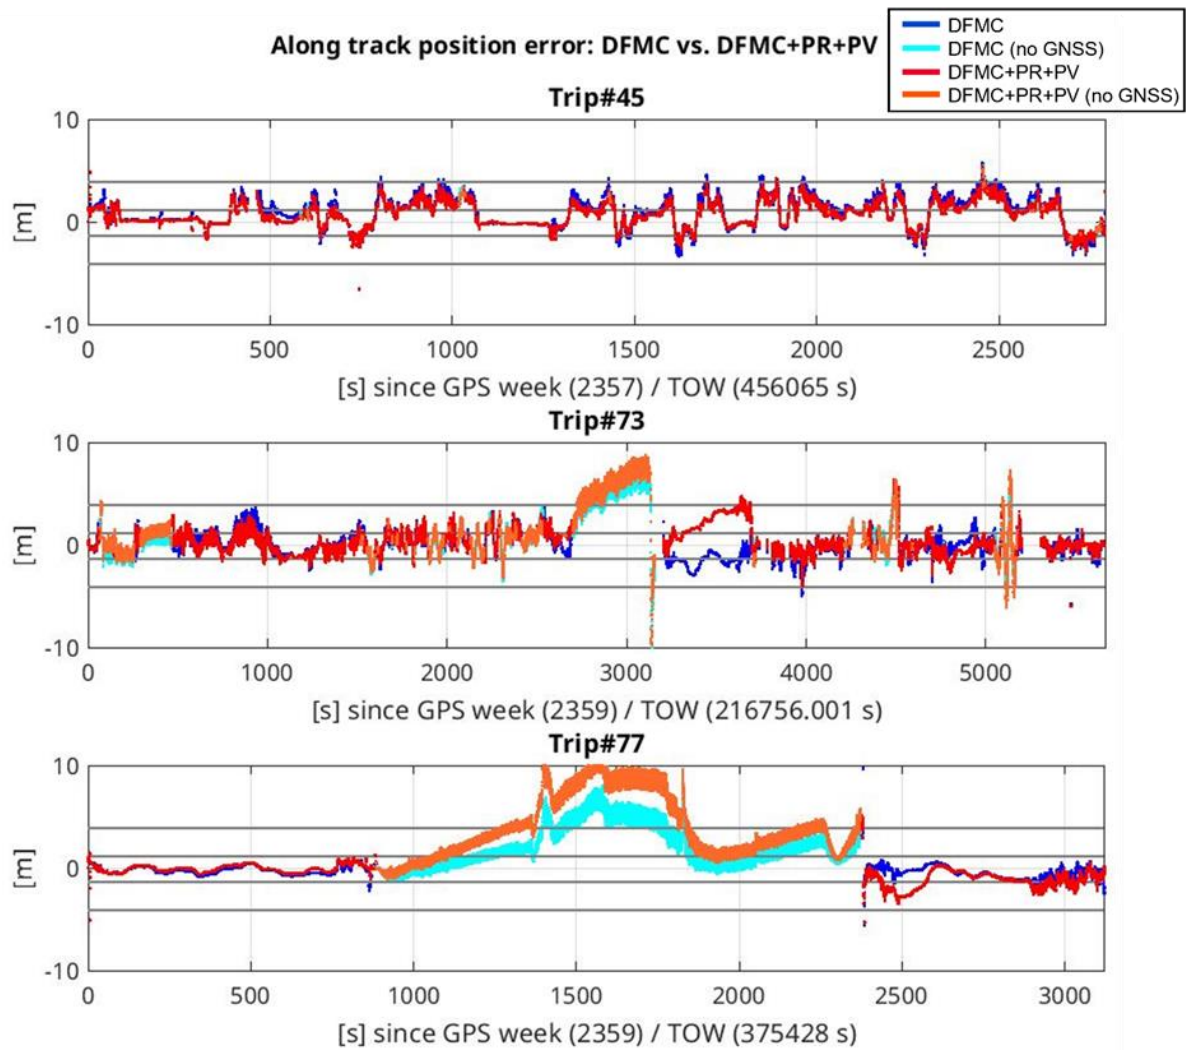 Along track position error: DFMC vs. DFMC+PR+PV
DFMC
DFMC (no GNSS)
DFMC+PR+PV
DFMC+PR+PV (no GNSS)
Trip#45
10
0
-10
[m]
0 500 1000 1500 2000 2500
[s] since GPS week (2357) / TOW (456065 s)
Trip#73
10
0
-10
[m]
0 1000 2000 3000 4000 5000
[s] since GPS week (2359) / TOW (216756.001 s)
Trip#77
10
0
-10
[m]
0 500 1000 1500 2000 2500 3000
[s] since GPS week (2359) / TOW (375428 s)